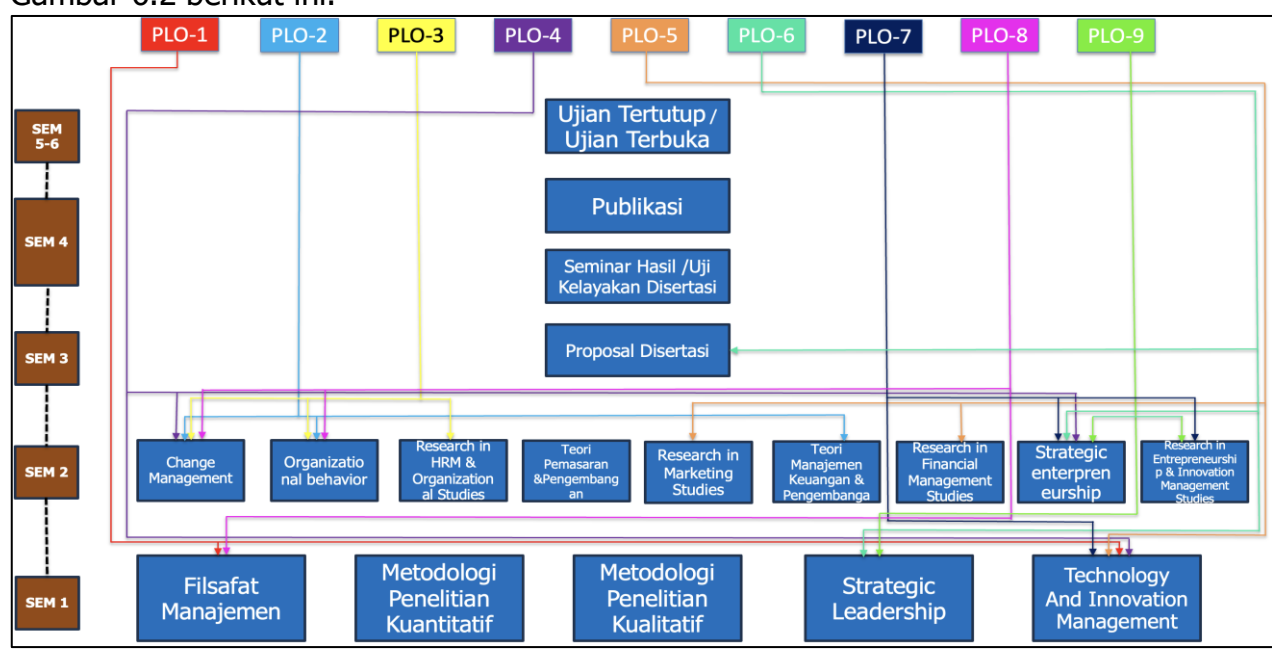 Gambar 6.2 berikut ini.
PLO-1 PLO-2 PLO-3 PLO-4 PLO-5 PLO-6 PLO-7 PLO-8 PLO-9
SEM
5-6
Ujian Tertutup /
Ujian Terbuka
SEM 4
Publikasi
Seminar Hasil /Uji
Kelayakan Disertasi
SEM 3
Proposal Disertasi
SEM 2
Change
Management
Organizatio
nal behavior
Research in
HRM &
Organization
al Studies
Teori
Pemasaran
&Pengembang
an
Research in
Marketing
Studies
Teori
Manajemen
Keuangan &
Pengembanga
Research in
Financial
Management
Studies
Strategic
enterpren
eurship
Research in
Entrepreneurshi
p & Innovation
Management
Studies
SEM 1
Filsafat
Manajemen
Metodologi
Penelitian
Kuantitatif
Metodologi
Penelitian
Kualitatif
Strategic
Leadership
Technology
And Innovation
Management